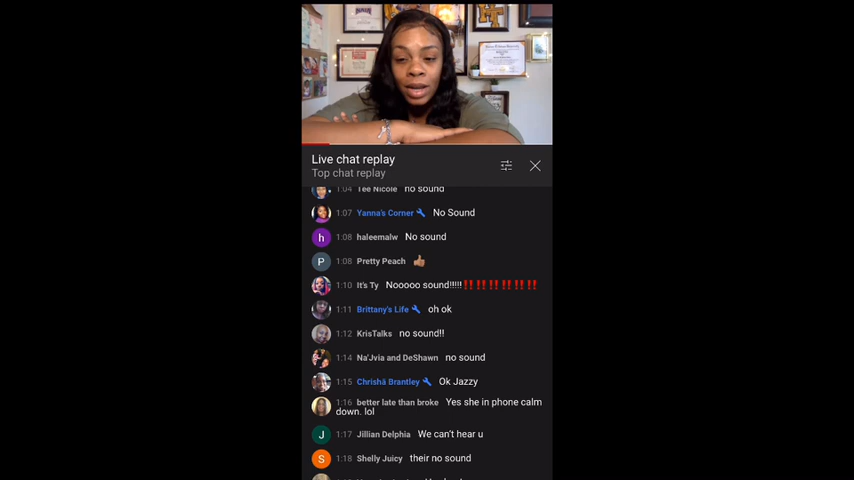 Live chat replay
Top chat replay
1:04 Tee Nicole no sound
1:07 Yanna's Corner No Sound
h 1:08 haleemalw No sound
P 1:08 Pretty Peach 👍🏽
1:10 It's Ty Nooooo sound!!!!!‼️‼️‼️‼️‼️‼️
1:11 Brittany's Life oh ok
1:12 KrisTalks no sound!!
1:14 Na'Jvia and DeShawn no sound
1:15 Chrishā Brantley Ok Jazzy
1:16 better late than broke Yes she in phone calm
down. lol
J 1:17 Jillian Delphia We can't hear u
S 1:18 Shelly Juicy their no sound